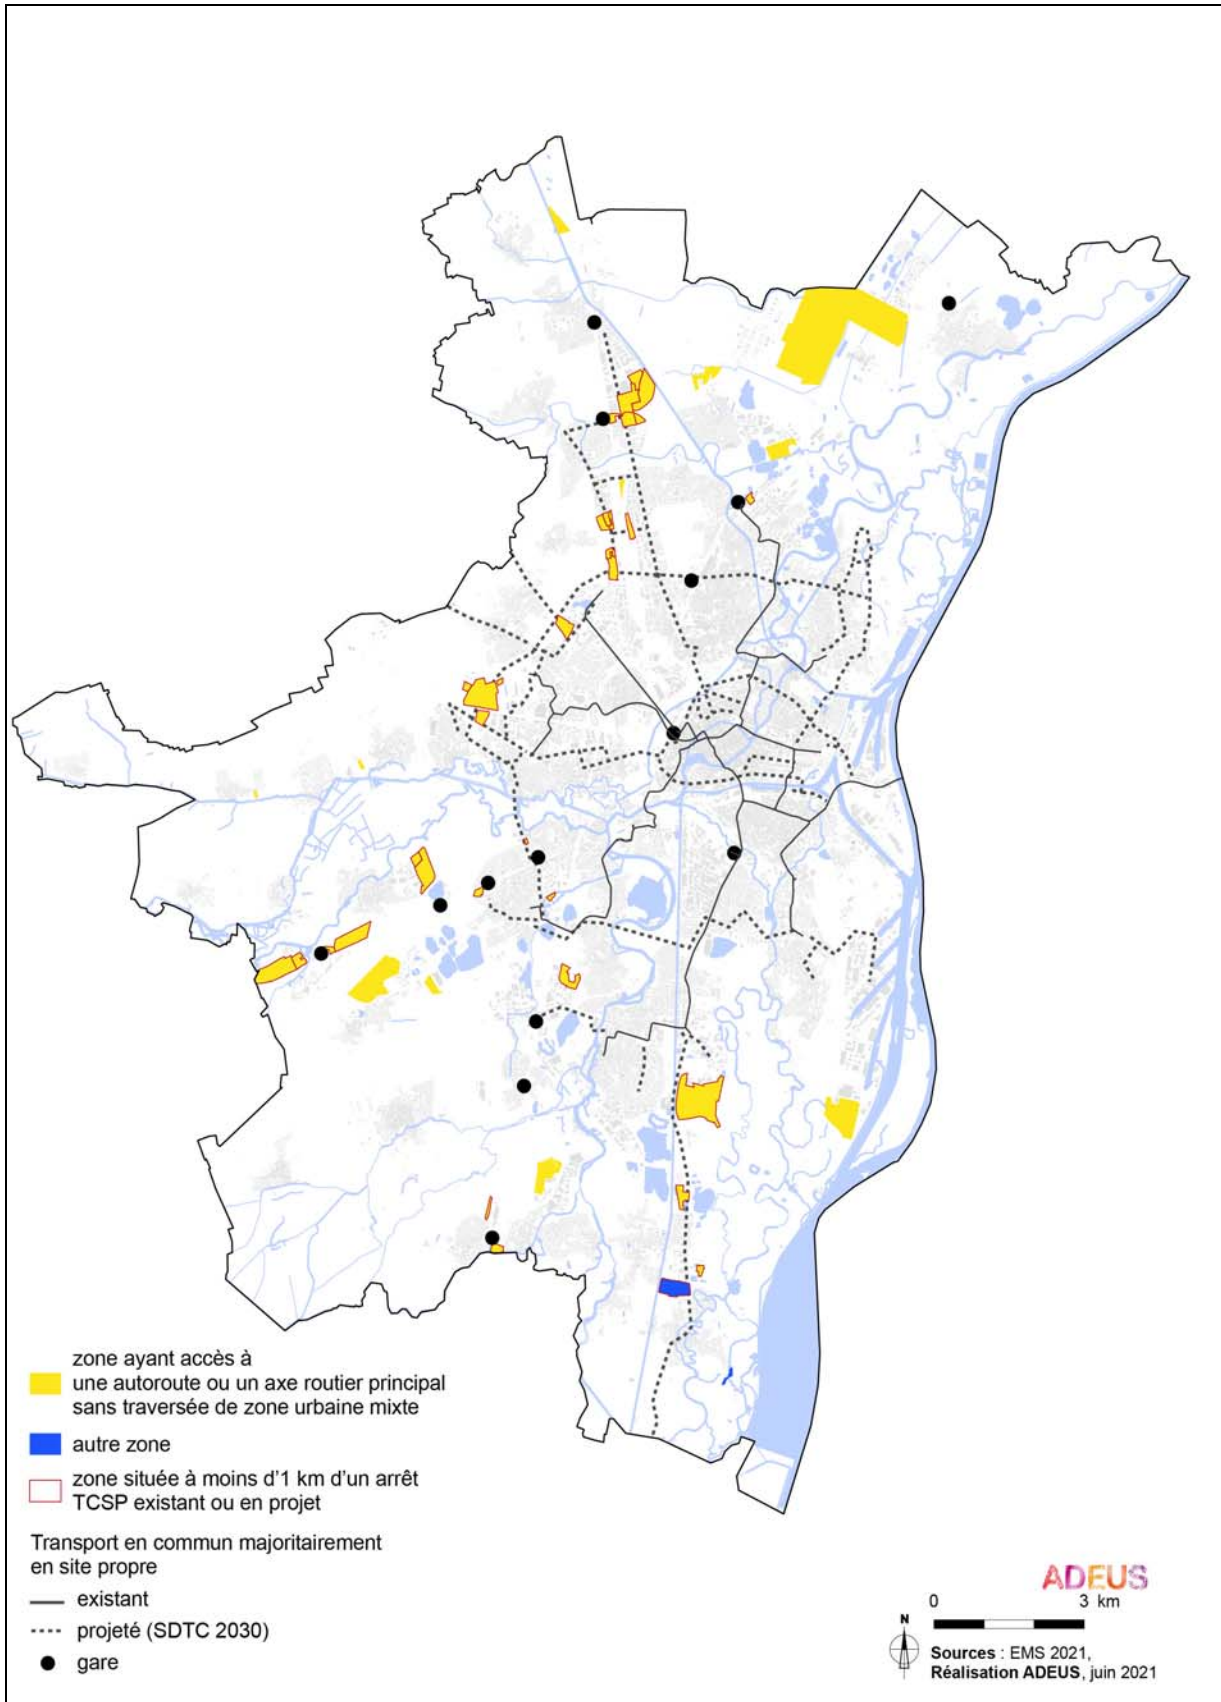 zone ayant accès à
une autoroute ou un axe routier principal
sans traversée de zone urbaine mixte
autre zone
zone située à moins d'1 km d'un arrêt
TCSP existant ou en projet
Transport en commun majoritairement
en site propre
existant
projeté (SDTC 2030)
gare
ADEUS
0 3 km
N
Sources : EMS 2021,
Réalisation ADEUS, juin 2021